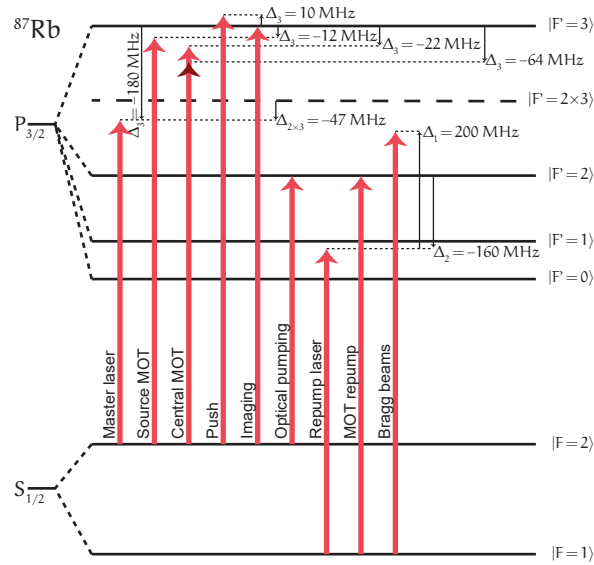 ⁸⁷Rb
Δ₃ = 10 MHz
|F' = 3⟩
Δ₃ = −12 MHz
Δ₃ = −22 MHz
Δ₃ = −64 MHz
Δ₃ = −180 MHz
|F' = 2×3⟩
P₃/₂
Δ₂ₓ₃ = −47 MHz
Δ₁ = 200 MHz
|F' = 2⟩
|F' = 1⟩
Δ₂ = −160 MHz
|F' = 0⟩
Master laser
Source MOT
Central MOT
Push
Imaging
Optical pumping
Repump laser
MOT repump
Bragg beams
|F = 2⟩
S₁/₂
|F = 1⟩